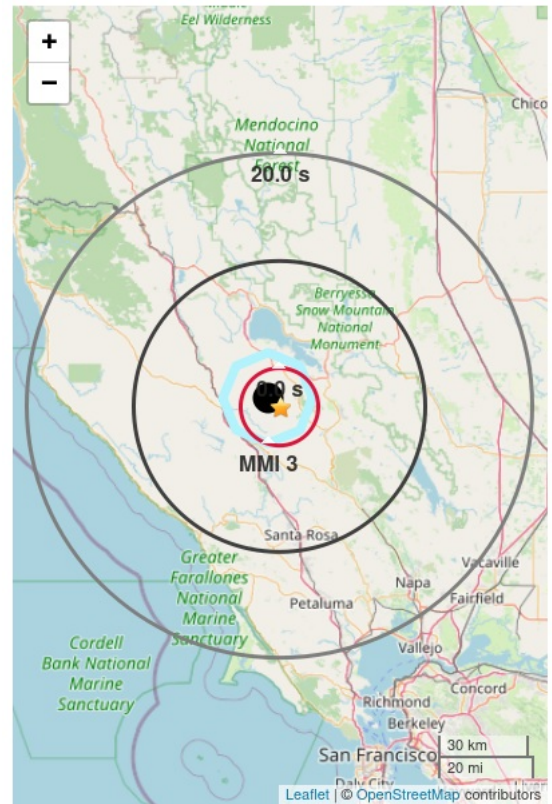 Eel Wilderness
+
−
Chico
Mendocino
National
Forest
20.0 s
Berryessa
Snow Mountain
National
Monument
0.0 s
MMI 3
Santa Rosa
Greater
Farallones
National
Marine
Sanctuary
Vacaville
Napa
Fairfield
Petaluma
Cordell
Bank National
Marine
Sanctuary
Vallejo
Concord
Richmond
Berkeley
San Francisco
Daly City
30 km
20 mi
Leaflet | © OpenStreetMap contributors